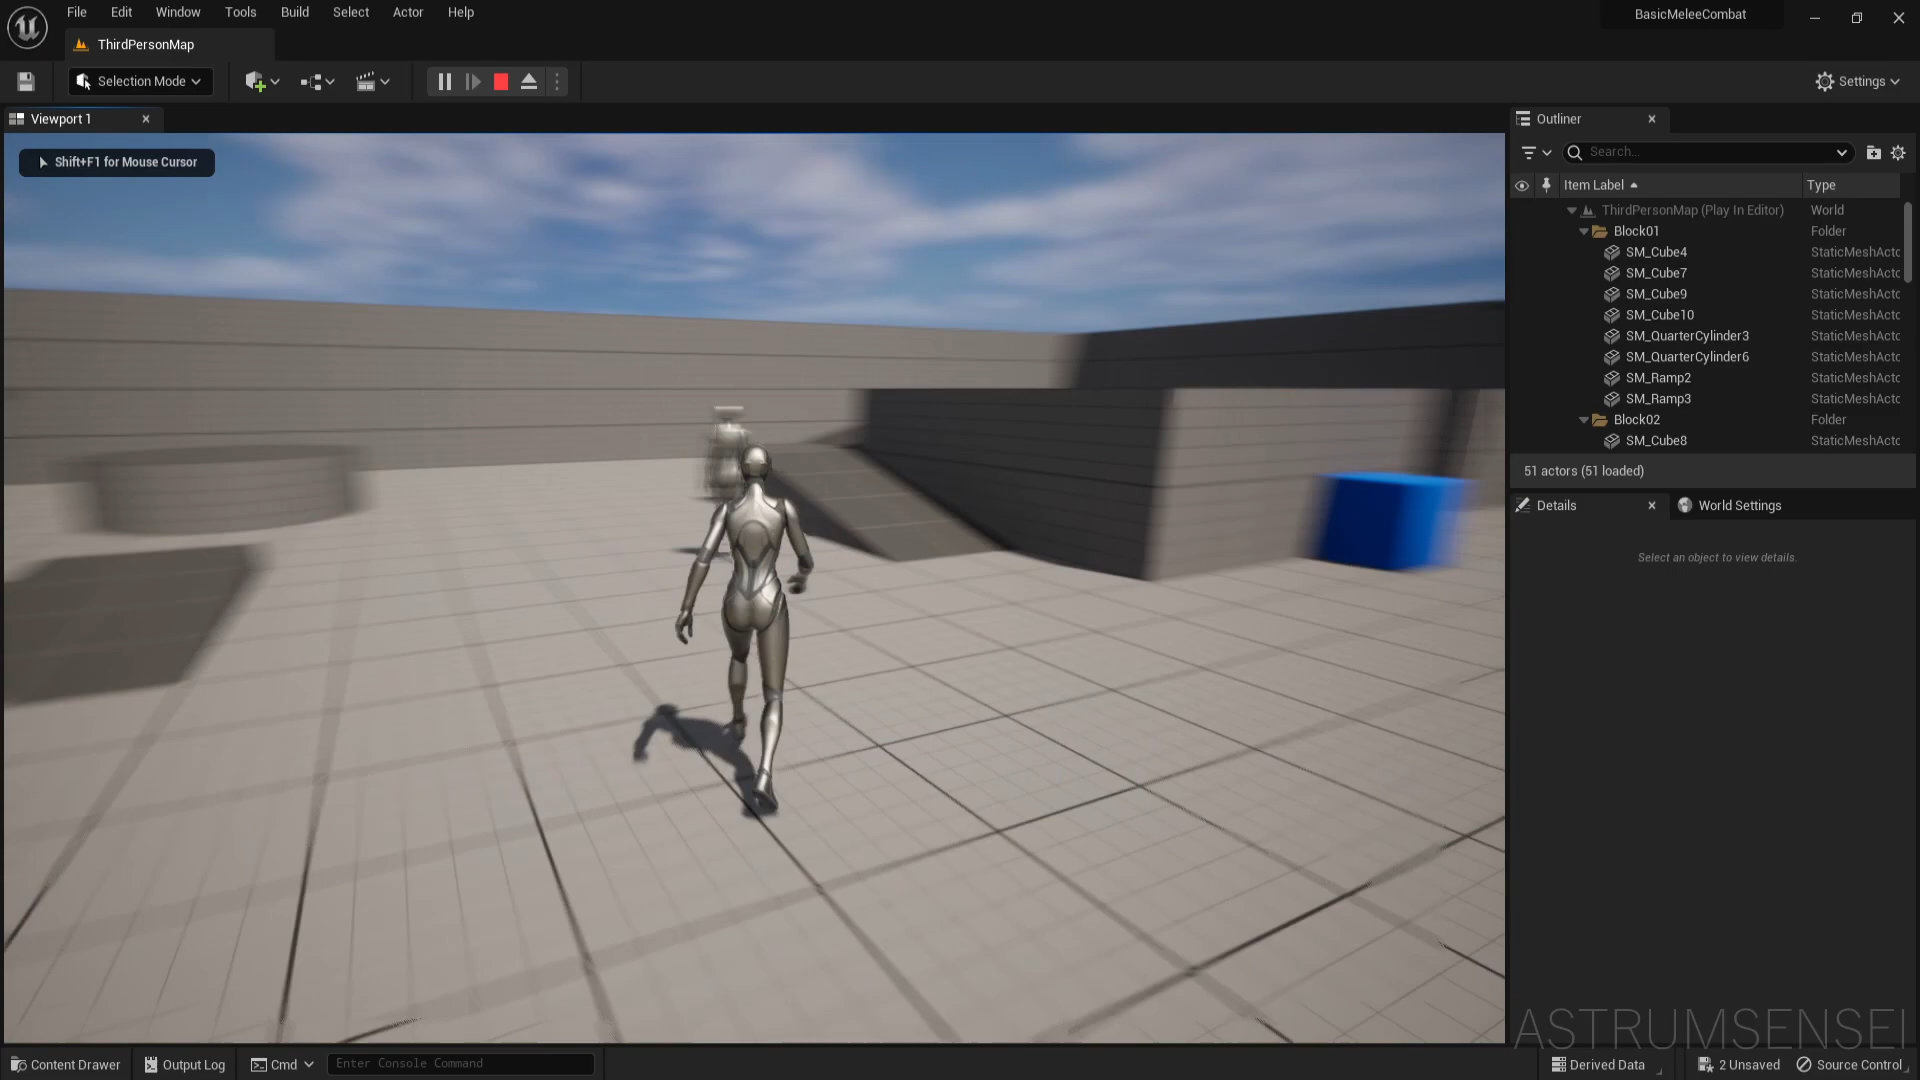 File Edit Window Tools Build Select Actor Help
BasicMeleeCombat
ThirdPersonMap
Selection Mode
Settings
Viewport 1
Shift+F1 for Mouse Cursor
Outliner
Search...
Item Label Type
ThirdPersonMap (Play In Editor) World
Block01 Folder
SM_Cube4 StaticMeshActo
SM_Cube7 StaticMeshActo
SM_Cube9 StaticMeshActo
SM_Cube10 StaticMeshActo
SM_QuarterCylinder3 StaticMeshActo
SM_QuarterCylinder6 StaticMeshActo
SM_Ramp2 StaticMeshActo
SM_Ramp3 StaticMeshActo
Block02 Folder
SM_Cube8 StaticMeshActo
51 actors (51 loaded)
Details World Settings
Select an object to view details.
ASTRUMSENSEI
Content Drawer Output Log Cmd Enter Console Command Derived Data 2 Unsaved Source Control